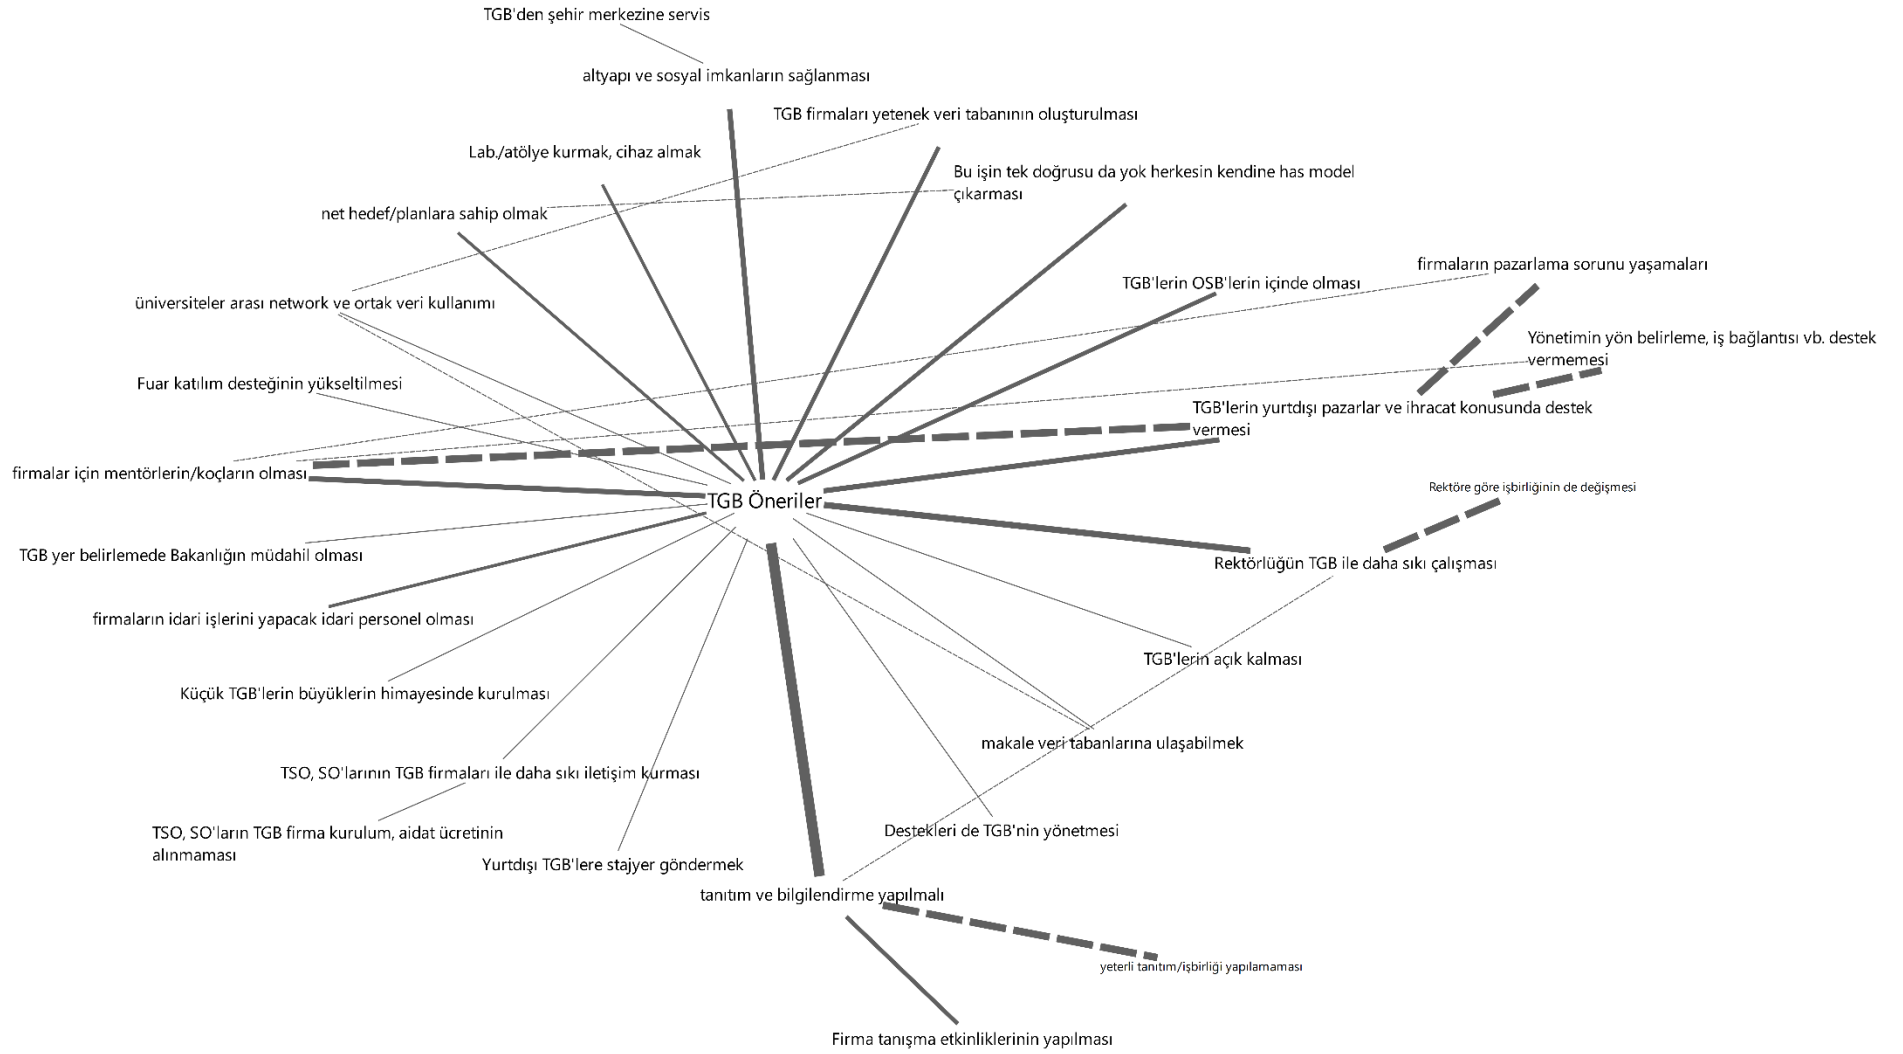 TGB'den şehir merkezine servis
altyapı ve sosyal imkanların sağlanması
TGB firmaları yetenek veri tabanının oluşturulması
Lab./atölye kurmak, cihaz almak
Bu işin tek doğrusu da yok herkesin kendine has model
çıkarması
net hedef/planlara sahip olmak
firmaların pazarlama sorunu yaşamaları
TGB'lerin OSB'lerin içinde olması
üniversiteler arası network ve ortak veri kullanımı
Yönetimin yön belirleme, iş bağlantısı vb. destek
vermemesi
Fuar katılım desteğinin yükseltilmesi
TGB'lerin yurtdışı pazarlar ve ihracat konusunda destek
vermesi
firmalar için mentörlerin/koçların olması
Rektöre göre işbirliğinin de değişmesi
TGB Öneriler
TGB yer belirlemede Bakanlığın müdahil olması
Rektörlüğün TGB ile daha sıkı çalışması
firmaların idari işlerini yapacak idari personel olması
TGB'lerin açık kalması
Küçük TGB'lerin büyüklerin himayesinde kurulması
makale veri tabanlarına ulaşabilmek
TSO, SO'larının TGB firmaları ile daha sıkı iletişim kurması
TSO, SO'ların TGB firma kurulum, aidat ücretinin
alınmaması
Destekleri de TGB'nin yönetmesi
Yurtdışı TGB'lere stajyer göndermek
tanıtım ve bilgilendirme yapılmalı
yeterli tanıtım/işbirliği yapılamaması
Firma tanışma etkinliklerinin yapılması